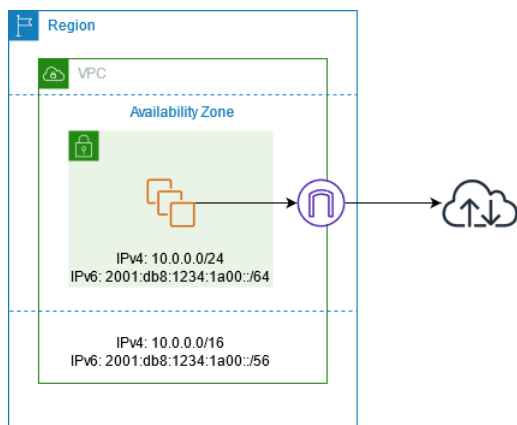 Region
VPC
Availability Zone
IPv4: 10.0.0.0/24
IPv6: 2001:db8:1234:1a00::/64
IPv4: 10.0.0.0/16
IPv6: 2001:db8:1234:1a00::/56